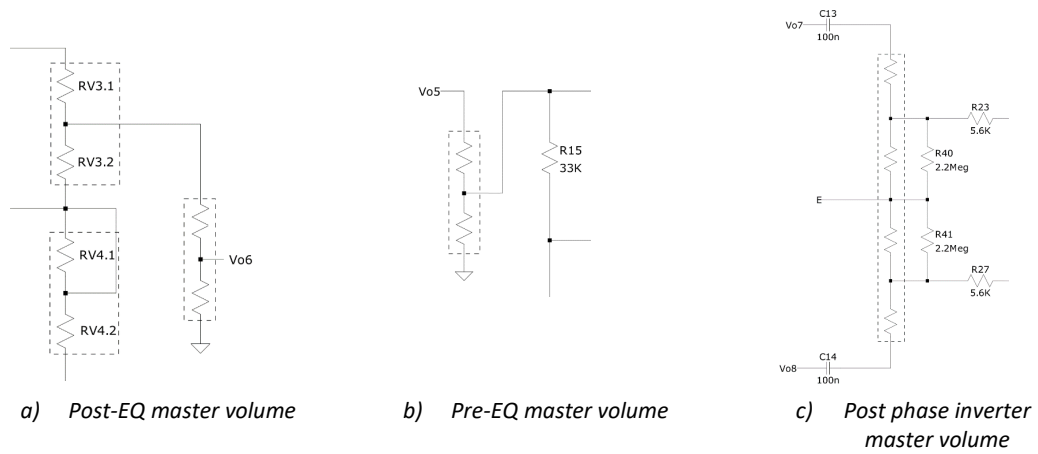 RV3.1
RV3.2
RV4.1
RV4.2
Vo6
a) Post-EQ master volume
Vo5
R15
33K
b) Pre-EQ master volume
C13
Vo7
100n
R23
5.6K
R40
2.2Meg
E
R41
2.2Meg
R27
5.6K
C14
Vo8
100n
c) Post phase inverter
master volume